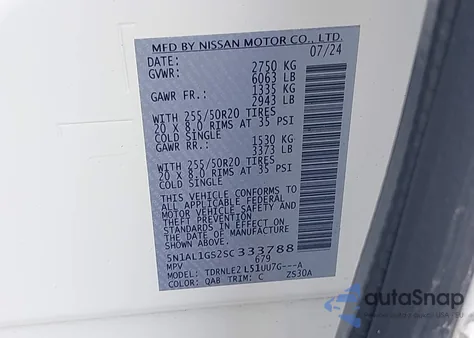 MFD BY NISSAN MOTOR CO., LTD.
DATE: 07/24
GVWR: 2750 KG
6063 LB
GAWR FR.: 1335 KG
2943 LB
WITH 255/50R20 TIRES
20 x 8.0 RIMS AT 35 PSI
COLD SINGLE
GAWR RR.: 1530 KG
3373 LB
WITH 255/50R20 TIRES
20 x 8.0 RIMS AT 35 PSI
COLD SINGLE
THIS VEHICLE CONFORMS TO
ALL APPLICABLE FEDERAL
MOTOR VEHICLE SAFETY AND
THEFT PREVENTION
STANDARDS IN EFFECT ON
THE DATE OF MANUFACTURE
SHOWN ABOVE.
5N1AL1GS2SC333788
MPV 679
MODEL: TDRNLE2 L51UU7G---A
COLOR: QAB TRIM: C ZS30A
autaSnap